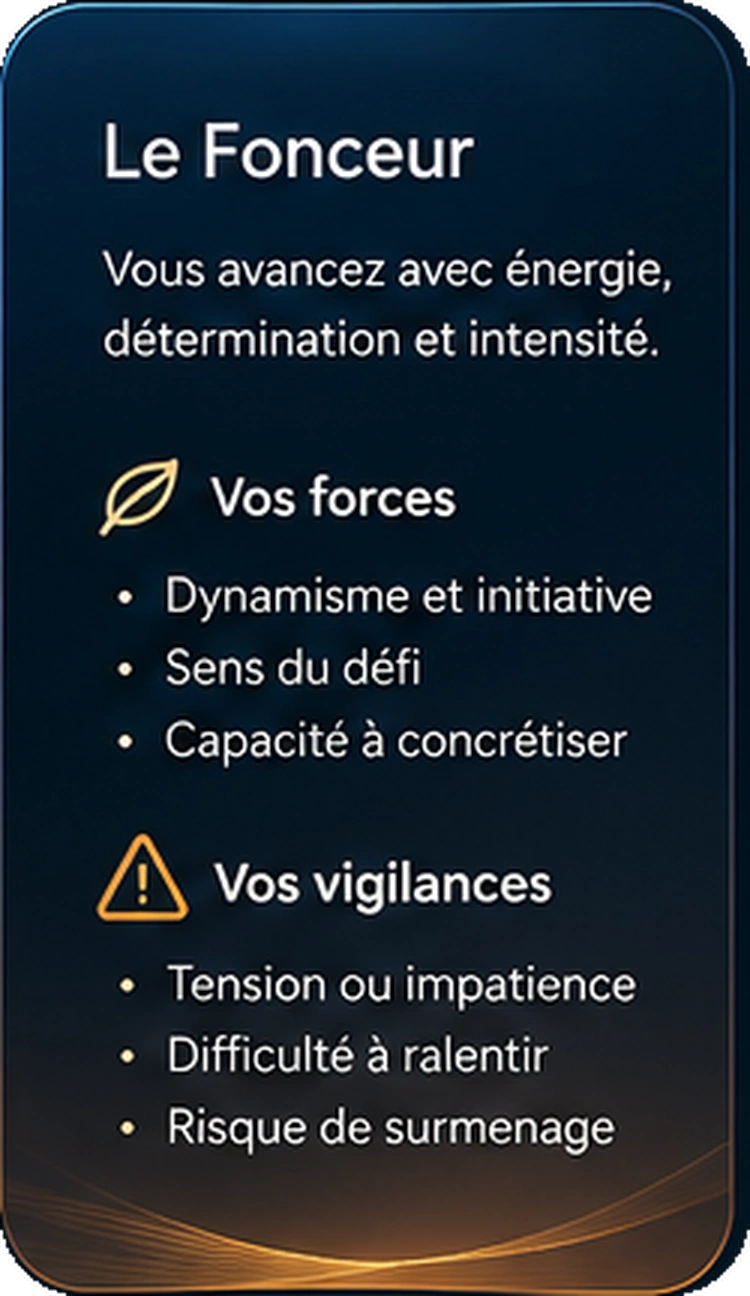 Le Fonceur
Vous avancez avec énergie,
détermination et intensité.
Vos forces
• Dynamisme et initiative
• Sens du défi
• Capacité à concrétiser
Vos vigilances
• Tension ou impatience
• Difficulté à ralentir
• Risque de surmenage